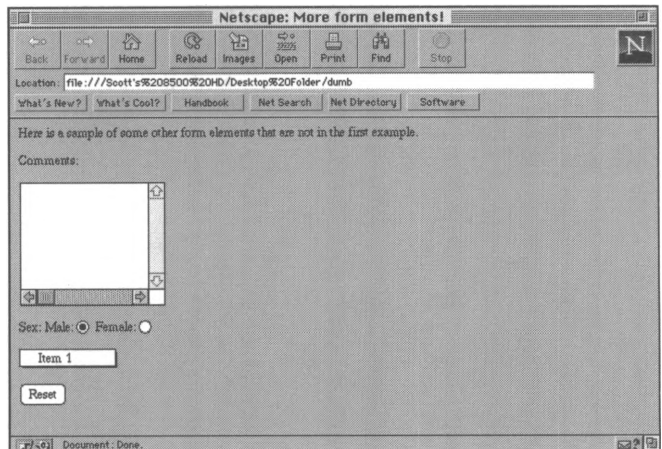 Netscape: More form elements!
Back Forward Home Reload Images Open Print Find Stop
N
Location: file:///Scott's%208500%20HD/Desktop%20Folder/dumb
What's New? What's Cool? Handbook Net Search Net Directory Software
Here is a sample of some other form elements that are not in the first example.
Comments:
Sex: Male: Female:
Item 1
Reset
Document: Done.
?